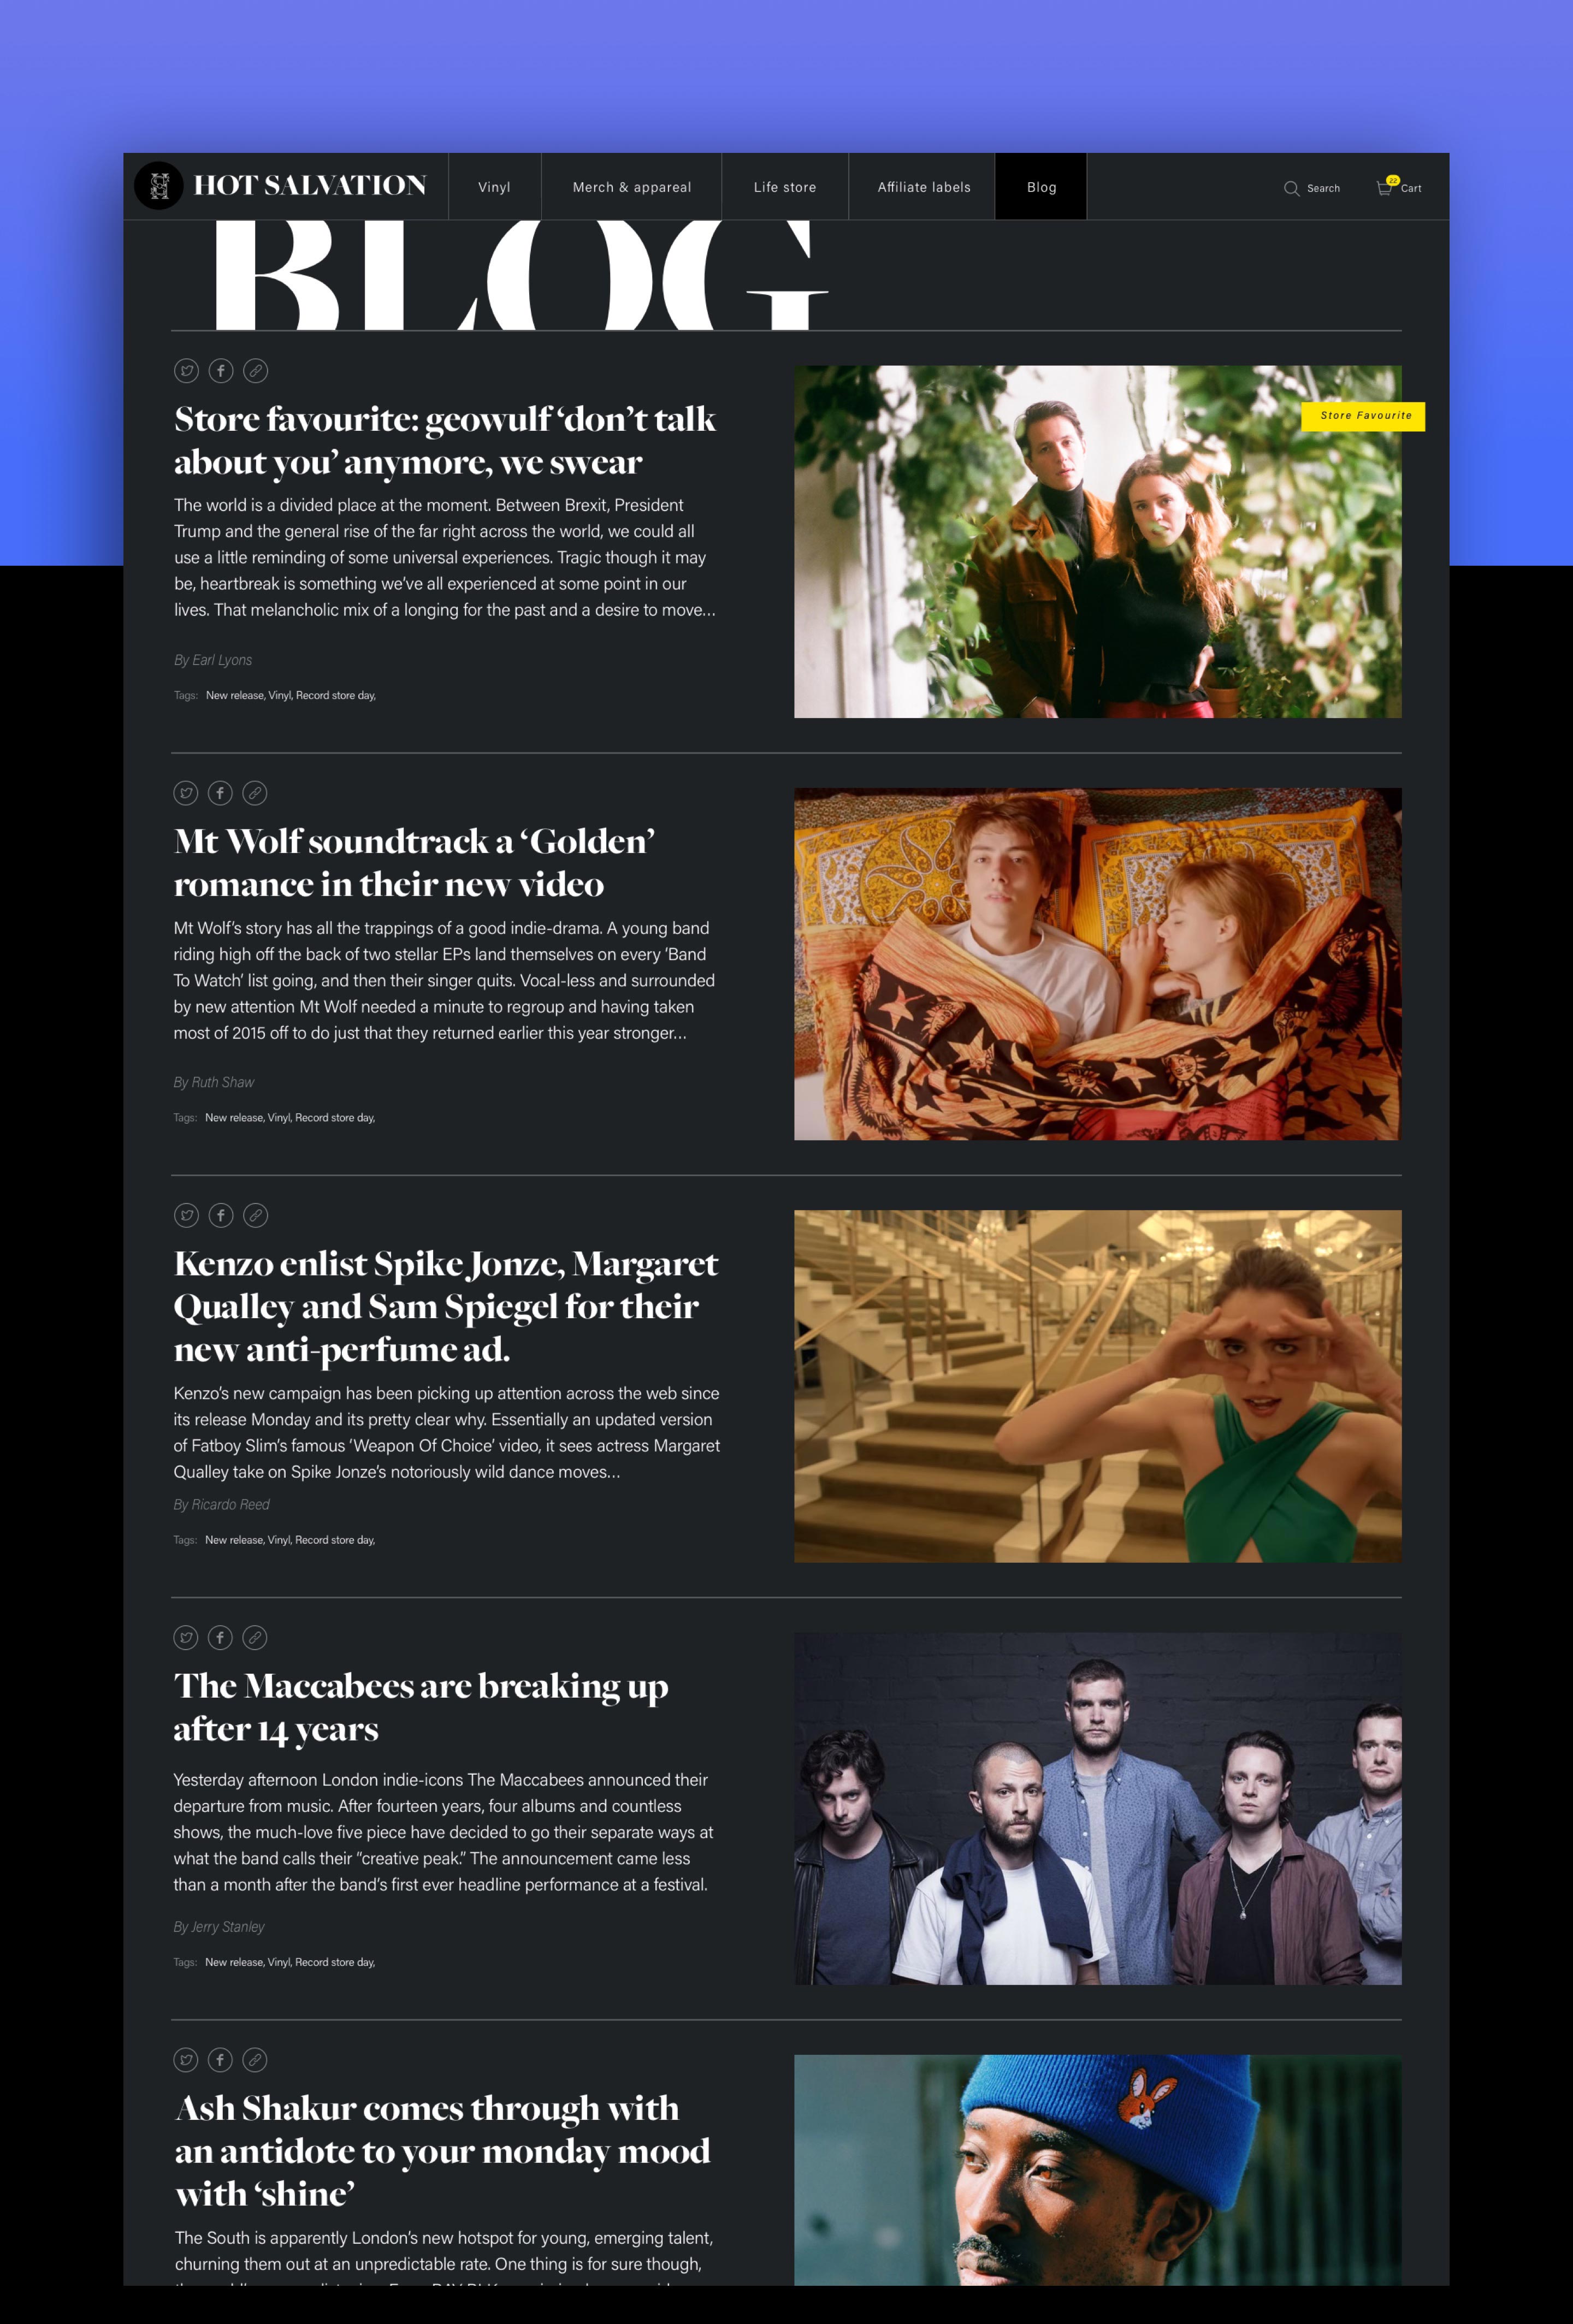 HOT SALVATION
Vinyl
Merch & appareal
Life store
Affiliate labels
Blog
Search
22
Cart
BLOG
Store favourite: geowulf ‘don’t talk
about you’ anymore, we swear
The world is a divided place at the moment. Between Brexit, President
Trump and the general rise of the far right across the world, we could all
use a little reminding of some universal experiences. Tragic though it may
be, heartbreak is something we’ve all experienced at some point in our
lives. That melancholic mix of a longing for the past and a desire to move...
By Earl Lyons
Tags: New release, Vinyl, Record store day,
Store Favourite
Mt Wolf soundtrack a ‘Golden’
romance in their new video
Mt Wolf’s story has all the trappings of a good indie-drama. A young band
riding high off the back of two stellar EPs land themselves on every ‘Band
To Watch’ list going, and then their singer quits. Vocal-less and surrounded
by new attention Mt Wolf needed a minute to regroup and having taken
most of 2015 off to do just that they returned earlier this year stronger...
By Ruth Shaw
Tags: New release, Vinyl, Record store day,
Kenzo enlist Spike Jonze, Margaret
Qualley and Sam Spiegel for their
new anti-perfume ad.
Kenzo’s new campaign has been picking up attention across the web since
its release Monday and its pretty clear why. Essentially an updated version
of Fatboy Slim’s famous ‘Weapon Of Choice’ video, it sees actress Margaret
Qualley take on Spike Jonze’s notoriously wild dance moves...
By Ricardo Reed
Tags: New release, Vinyl, Record store day,
The Maccabees are breaking up
after 14 years
Yesterday afternoon London indie-icons The Maccabees announced their
departure from music. After fourteen years, four albums and countless
shows, the much-love five piece have decided to go their separate ways at
what the band calls their “creative peak.” The announcement came less
than a month after the band’s first ever headline performance at a festival.
By Jerry Stanley
Tags: New release, Vinyl, Record store day,
Ash Shakur comes through with
an antidote to your monday mood
with ‘shine’
The South is apparently London’s new hotspot for young, emerging talent,
churning them out at an unpredictable rate. One thing is for sure though,